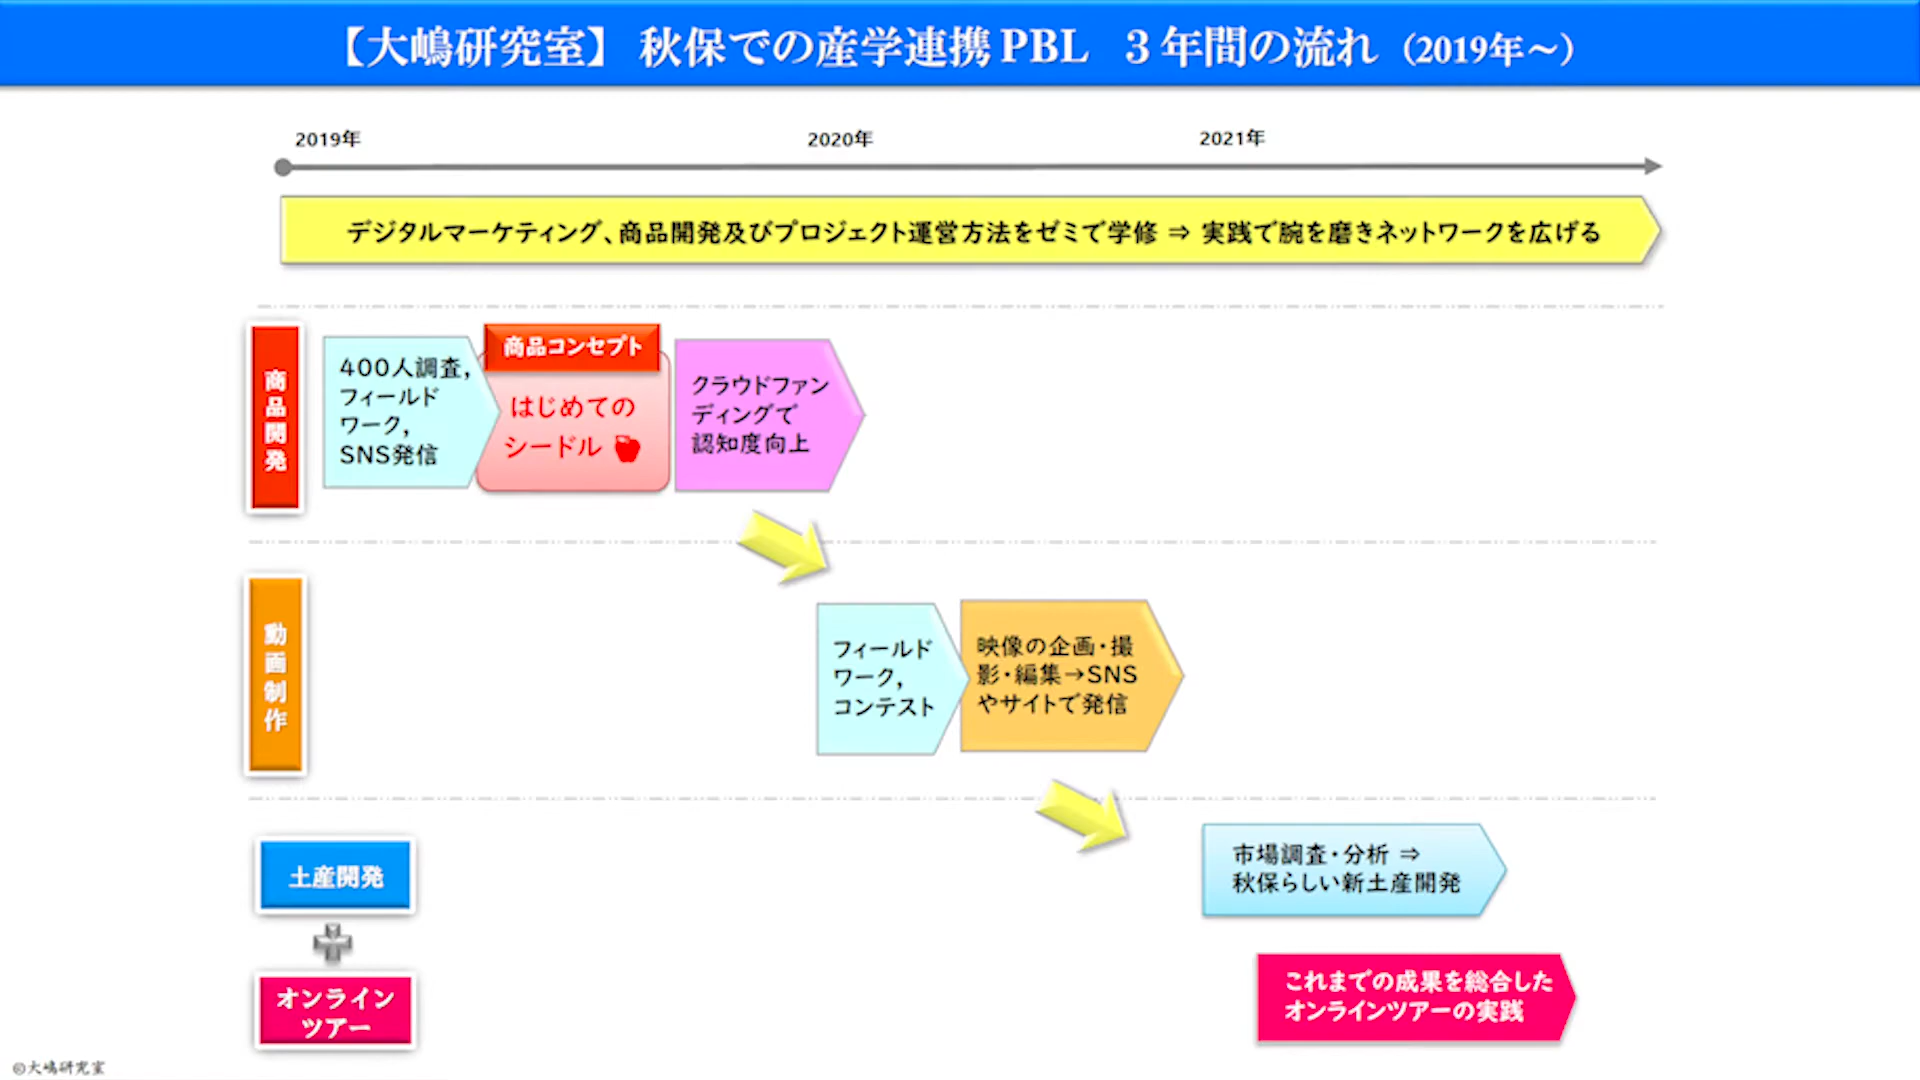 【大嶋研究室】 秋保での産学連携PBL 3年間の流れ（2019年～）
2019年
2020年
2021年
デジタルマーケティング、商品開発及びプロジェクト運営方法をゼミで学修 ⇒ 実践で腕を磨きネットワークを広げる
商品開発
400人調査,
フィールド
ワーク,
SNS発信
商品コンセプト
はじめての
シードル
クラウドファン
ディングで
認知度向上
動画制作
フィールド
ワーク,
コンテスト
映像の企画・撮
影・編集→SNS
やサイトで発信
土産開発
市場調査・分析 ⇒
秋保らしい新土産開発
オンライン
ツアー
これまでの成果を総合した
オンラインツアーの実践
©大嶋研究室